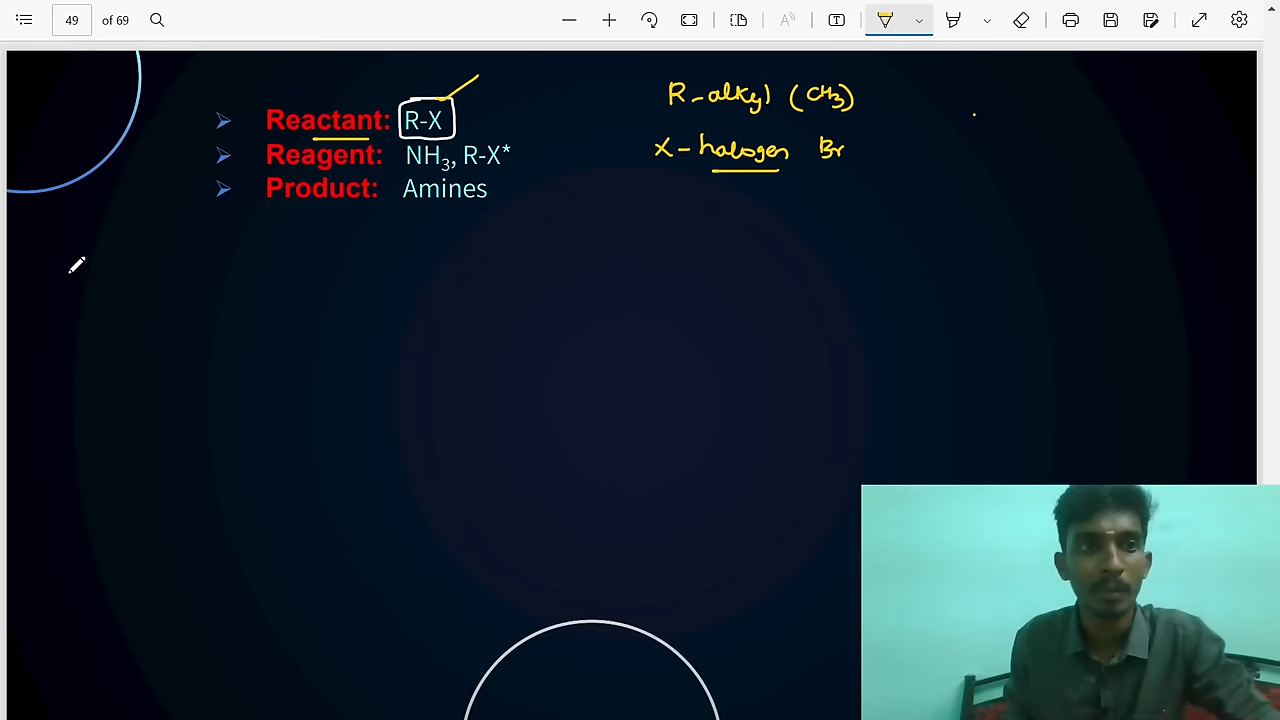 49 of 69
Reactant: R-X
Reagent: NH₃, R-X*
Product: Amines
R-alkyl (CH₃)
X-halogen Br